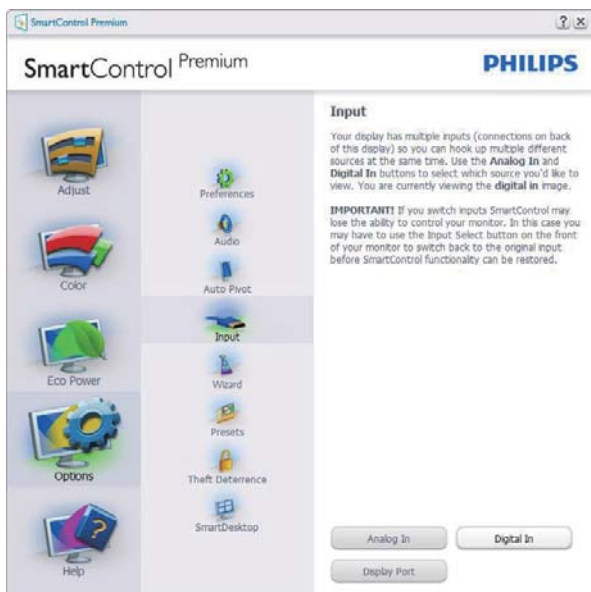 SmartControl Premium
? x
SmartControl Premium
PHILIPS
Adjust
Color
Eco Power
Options
Help
Preferences
Audio
Auto Pivot
Input
Wizard
Presets
Theft Deterrence
SmartDesktop
Input
Your display has multiple inputs (connections on back
of this display) so you can hook up multiple different
sources at the same time. Use the Analog In and
Digital In buttons to select which source you'd like to
view. You are currently viewing the digital in image.
IMPORTANT! If you switch inputs SmartControl may
lose the ability to control your monitor. In this case you
may have to use the Input Select button on the front
of your monitor to switch back to the original input
before SmartControl functionality can be restored.
Analog In
Digital In
Display Port